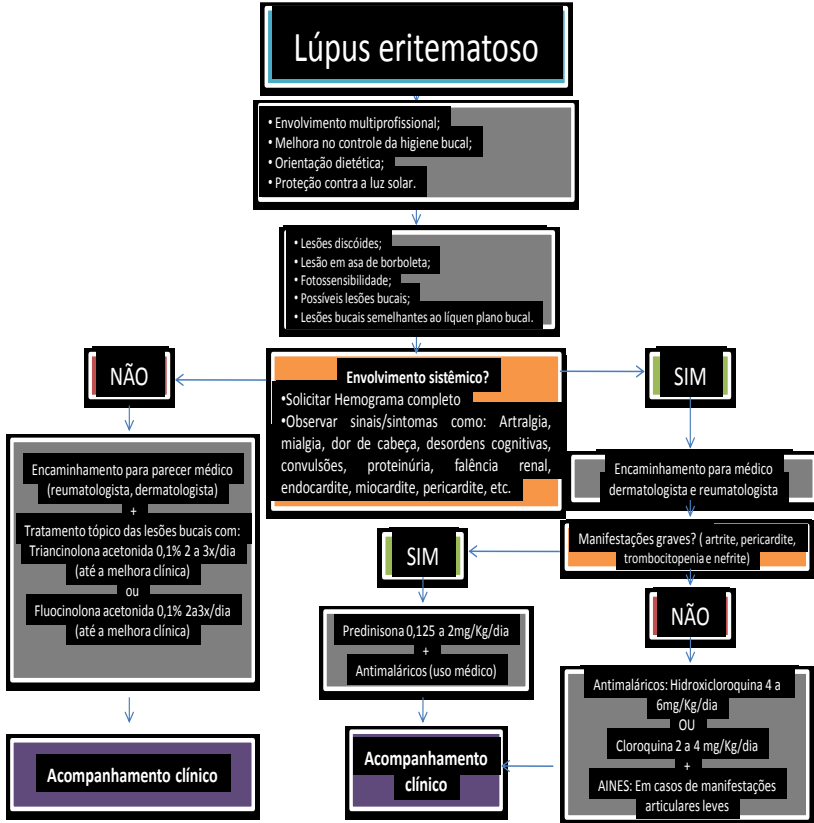 Lúpus eritematoso
• Envolvimento multiprofissional;
• Melhora no controle da higiene bucal;
• Orientação dietética;
• Proteção contra a luz solar.
• Lesões discóides;
• Lesão em asa de borboleta;
• Fotossensibilidade;
• Possíveis lesões bucais;
• Lesões bucais semelhantes ao líquen plano bucal.
NÃO
Envolvimento sistêmico?
•Solicitar Hemograma completo
•Observar sinais/sintomas como: Artralgia,
mialgia, dor de cabeça, desordens cognitivas,
convulsões, proteinúria, falência renal,
endocardite, miocardite, pericardite, etc.
SIM
Encaminhamento para parecer médico
(reumatologista, dermatologista)
+
Tratamento tópico das lesões bucais com:
Triancinolona acetonida 0,1% 2 a 3x/dia
(até a melhora clínica)
ou
Fluocinolona acetonida 0,1% 2a3x/dia
(até a melhora clínica)
Acompanhamento clínico
Encaminhamento para médico
dermatologista e reumatologista
Manifestações graves? ( artrite, pericardite,
trombocitopenia e nefrite)
SIM
Predinisona 0,125 a 2mg/Kg/dia
+
Antimaláricos (uso médico)
NÃO
Antimaláricos: Hidroxicloroquina 4 a
6mg/Kg/dia
OU
Cloroquina 2 a 4 mg/Kg/dia
+
AINES: Em casos de manifestações
articulares leves
Acompanhamento
clínico